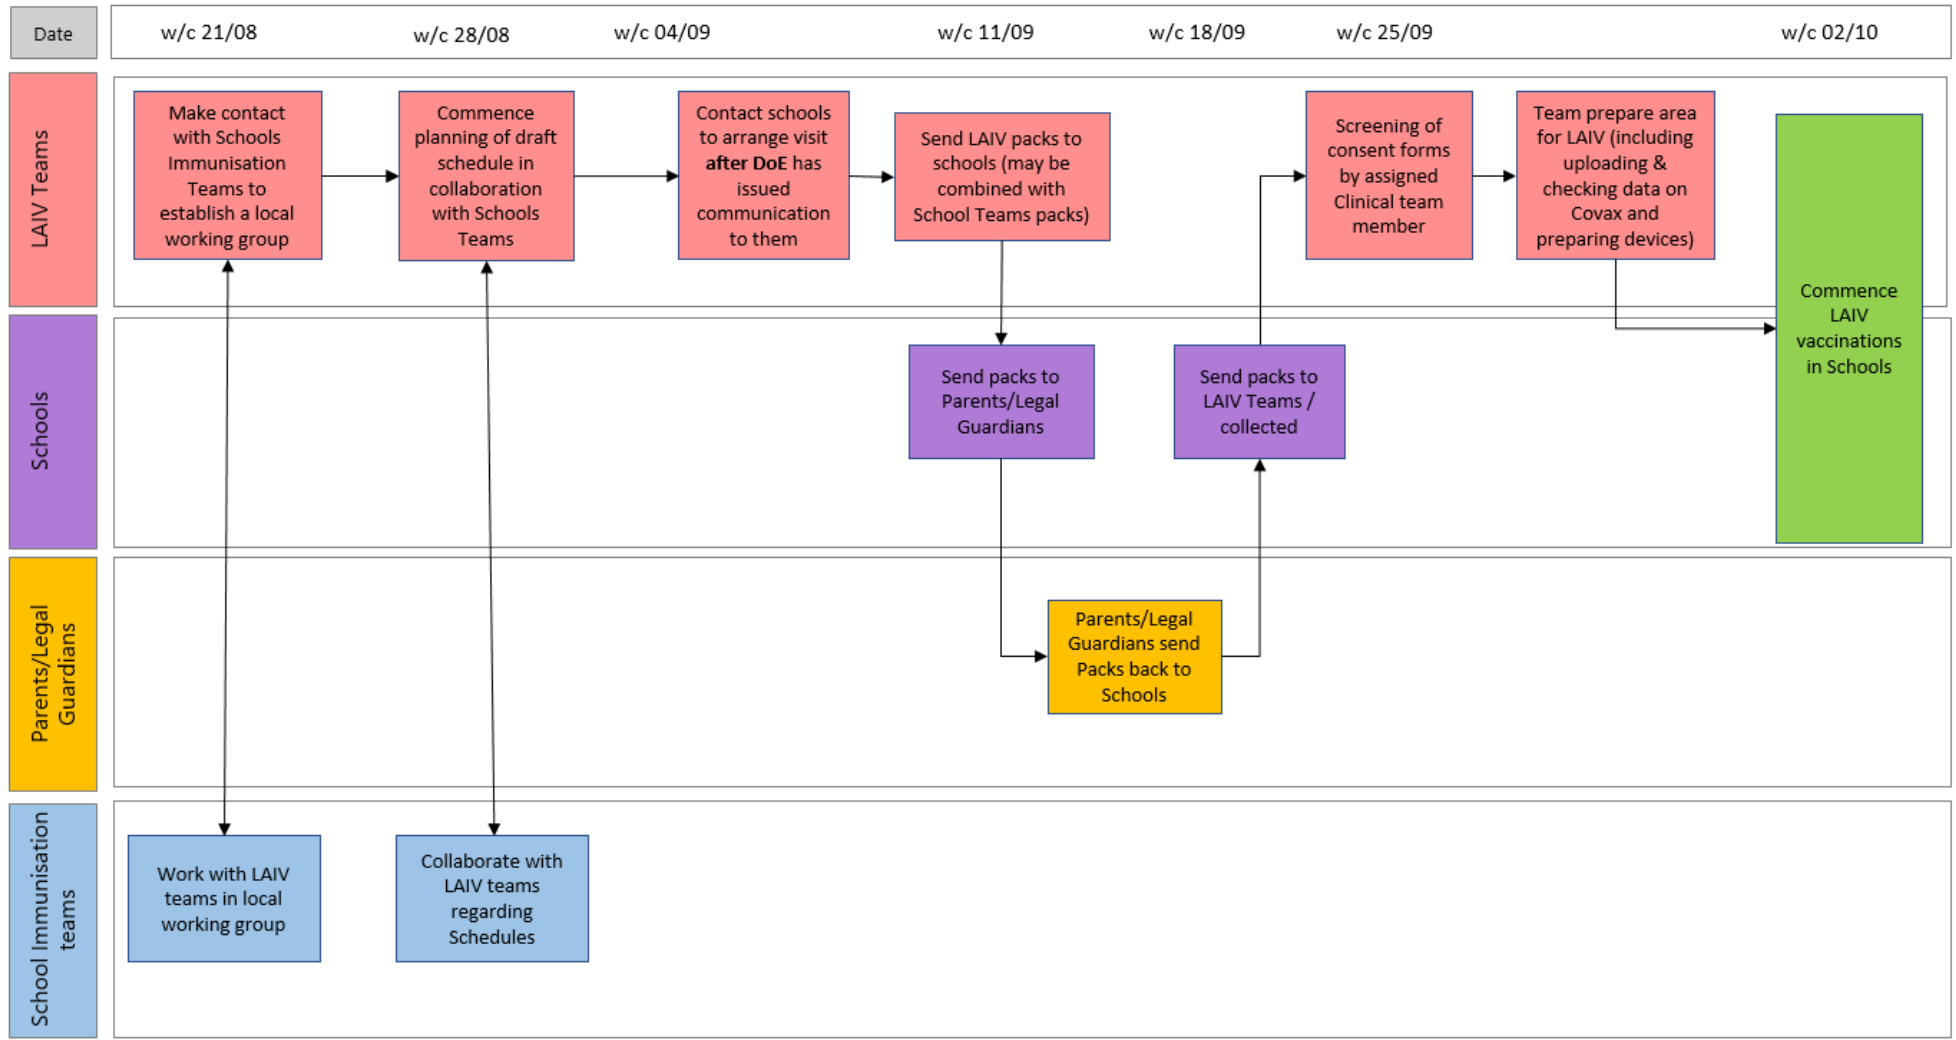 Date
w/c 21/08
w/c 28/08
w/c 04/09
w/c 11/09
w/c 18/09
w/c 25/09
w/c 02/10
LAIV Teams
Make contact
with Schools
Immunisation
Teams to
establish a local
working group
Commence
planning of draft
schedule in
collaboration
with Schools
Teams
Contact schools
to arrange visit
after DoE has
issued
communication
to them
Send LAIV packs to
schools (may be
combined with
School Teams packs)
Screening of
consent forms
by assigned
Clinical team
member
Team prepare area
for LAIV (including
uploading &
checking data on
Covax and
preparing devices)
Commence
LAIV
vaccinations
in Schools
Schools
Send packs to
Parents/Legal
Guardians
Send packs to
LAIV Teams /
collected
Parents/Legal
Guardians
Parents/Legal
Guardians send
Packs back to
Schools
School Immunisation
teams
Work with LAIV
teams in local
working group
Collaborate with
LAIV teams
regarding
Schedules